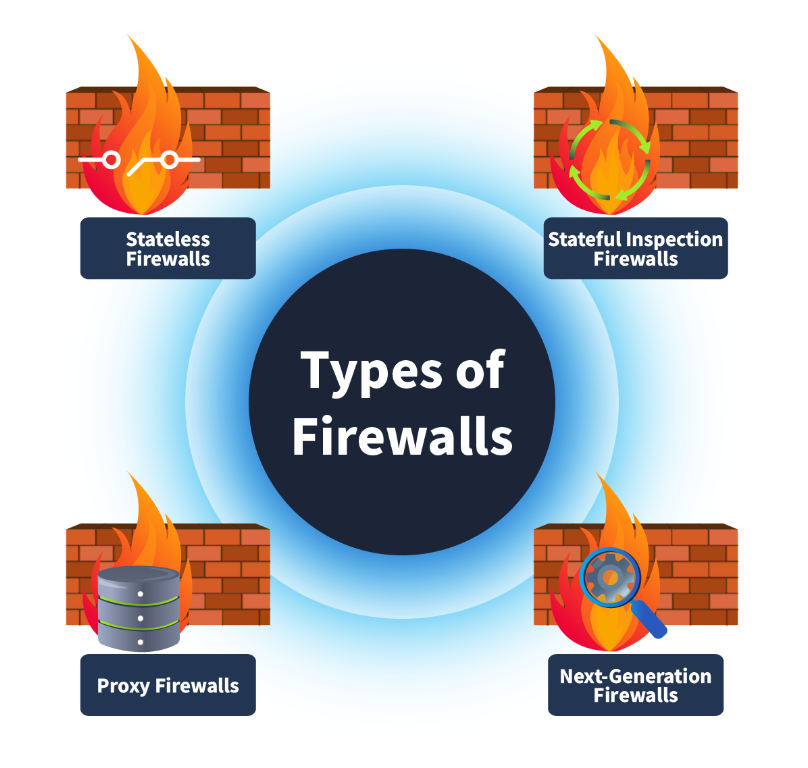 Stateless
Firewalls
Stateful Inspection
Firewalls
Types of
Firewalls
Proxy Firewalls
Next-Generation
Firewalls